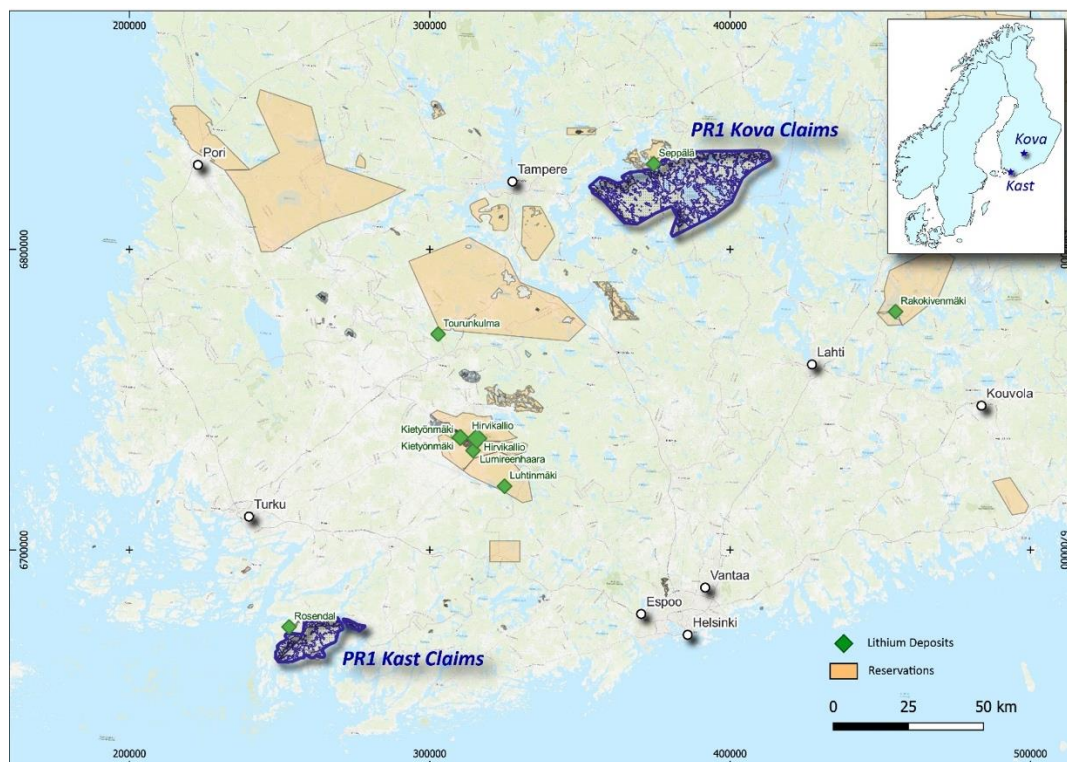 200000
300000
400000
PR1 Kova Claims
Kova
Kast
Pori
Tampere
Seppälä
6800000
Rakokivenmäki
Tourunkulma
Lahti
Kouvola
Kietyönmäki
Hirvikallio
Kietyönmäki
Hirvikallio
Lumireenhaara
Luhtinmäki
Turku
6700000
6700000
Vantaa
Espoo
Helsinki
Rosendal
PR1 Kast Claims
Lithium Deposits
Reservations
0 25 50 km
200000
300000
400000
500000